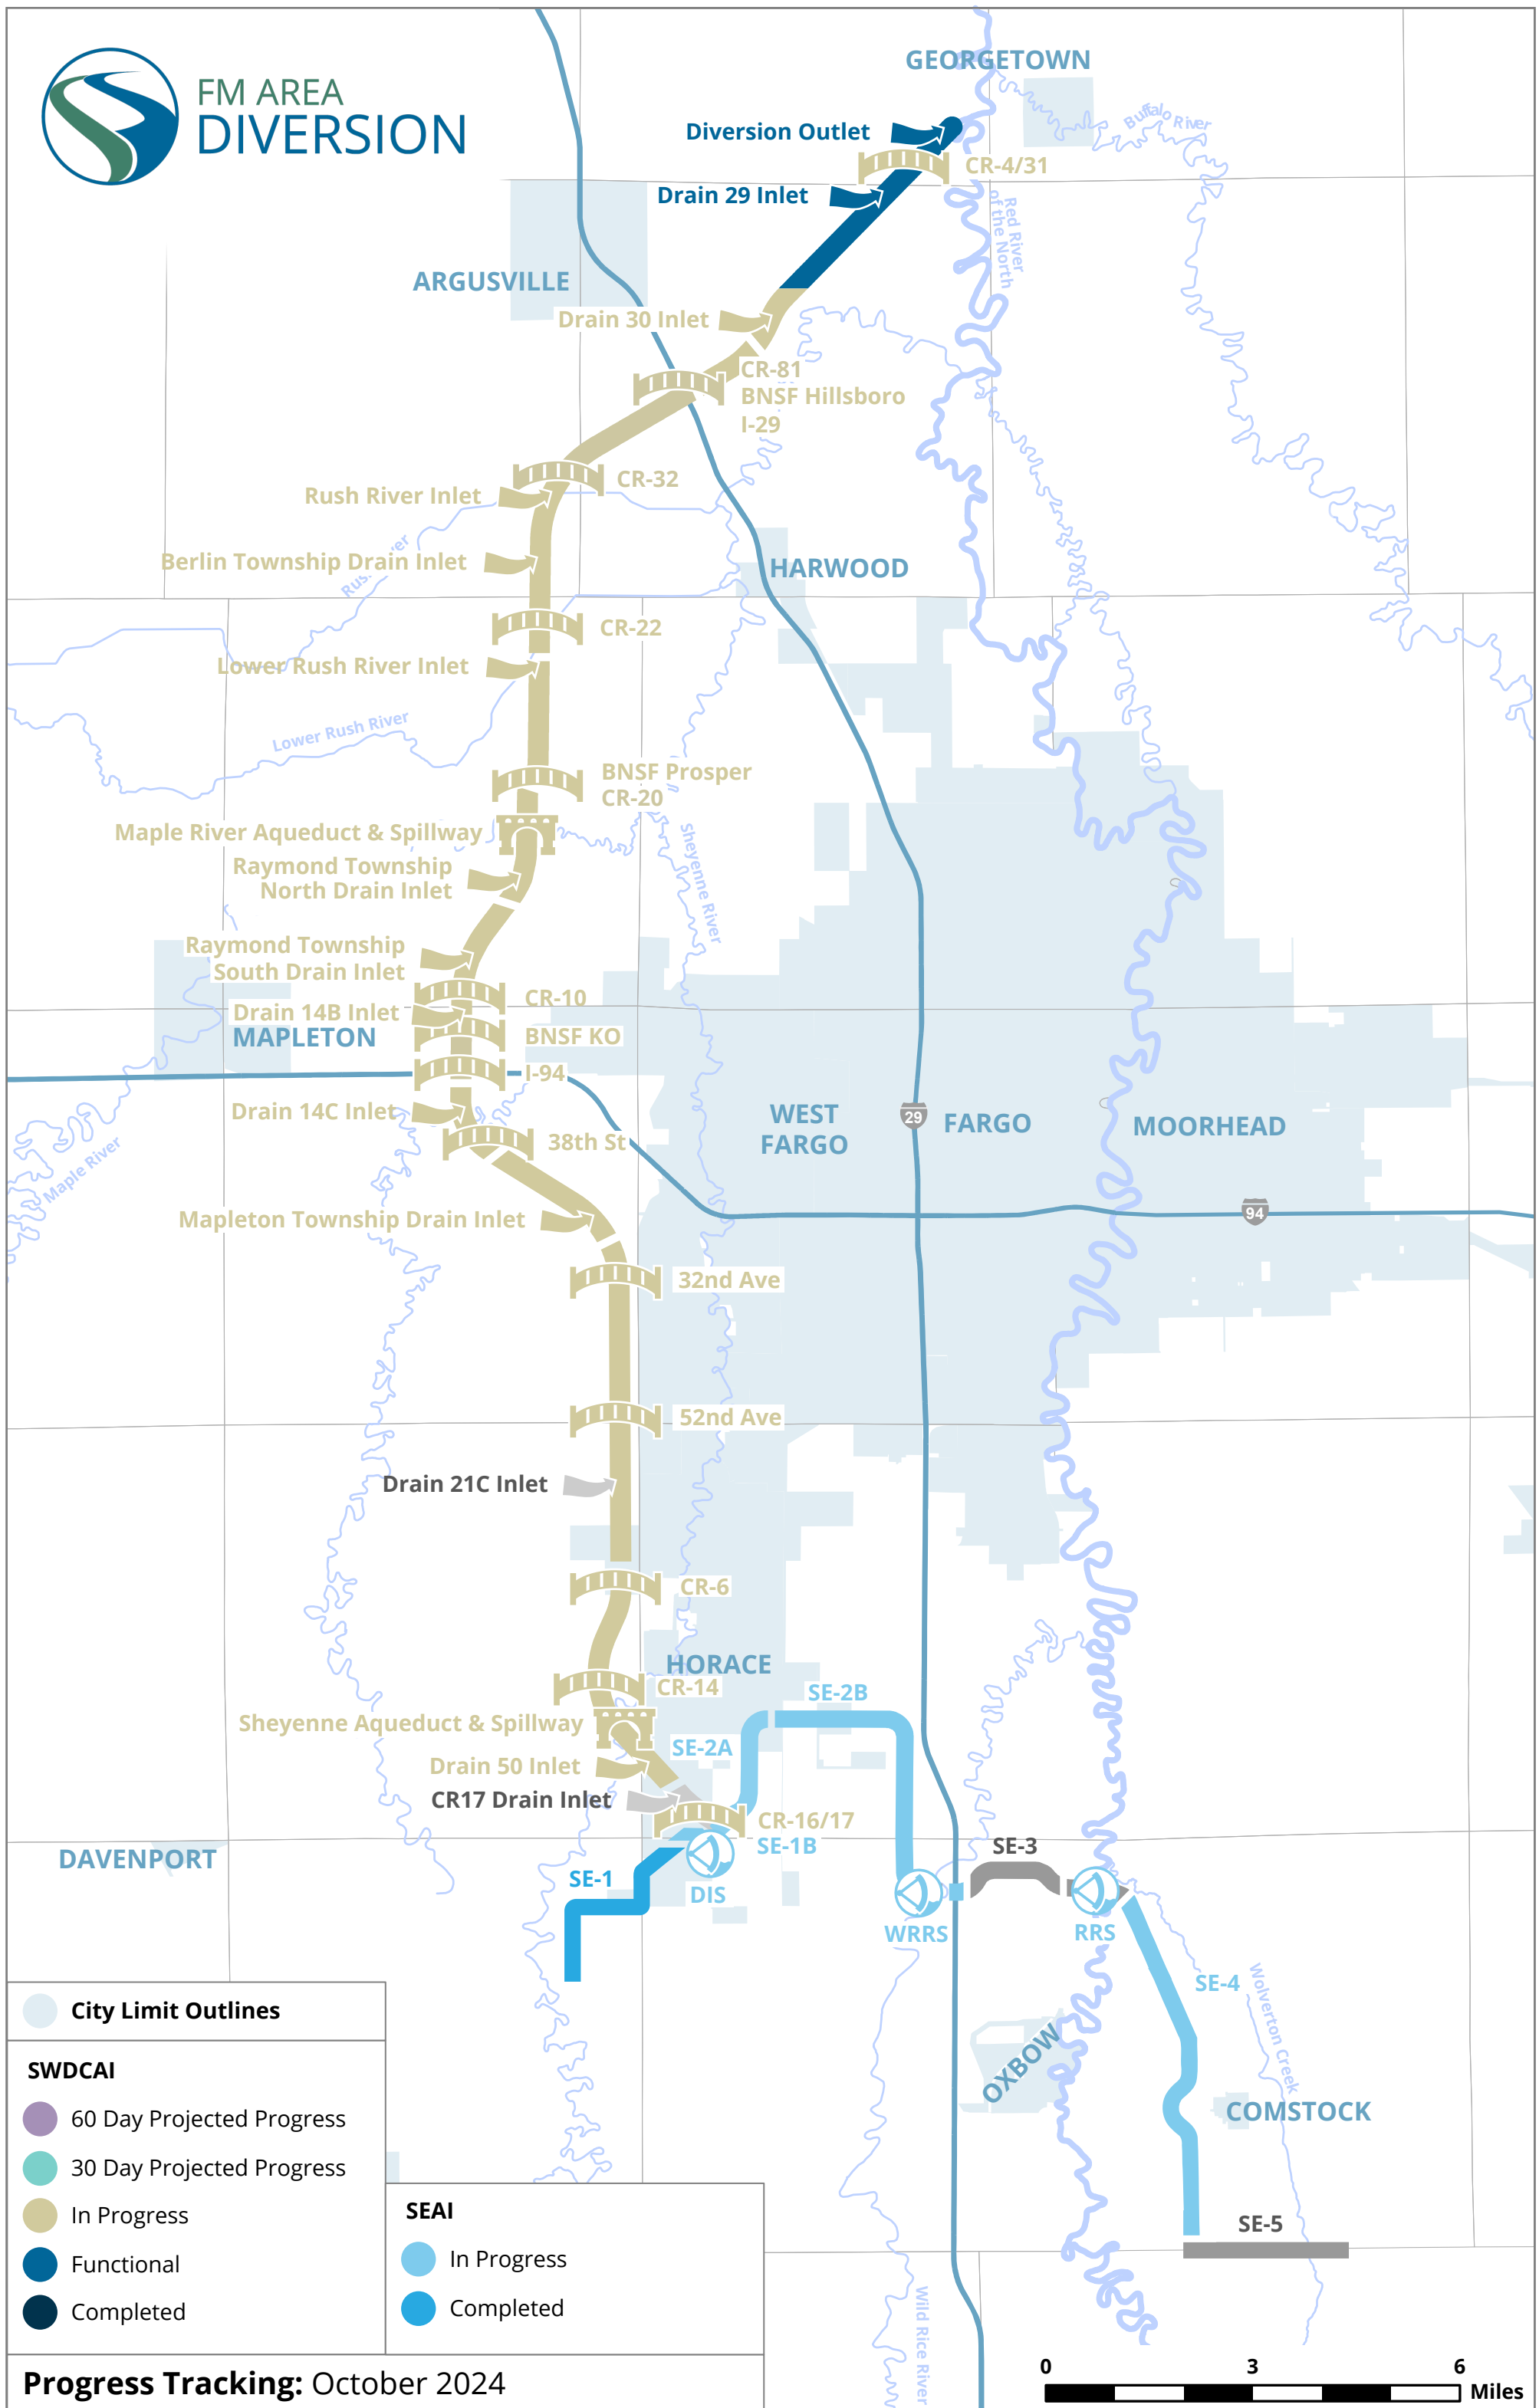 FM AREA
DIVERSION
GEORGETOWN
Buffalo River
Diversion Outlet
CR-4/31
Drain 29 Inlet
Red River
of the North
ARGUSVILLE
Drain 30 Inlet
CR-81
BNSF Hillsboro
I-29
CR-32
Rush River Inlet
Berlin Township Drain Inlet
HARWOOD
CR-22
Lower Rush River Inlet
Lower Rush River
BNSF Prosper
CR-20
Maple River Aqueduct & Spillway
Sheyenne River
Raymond Township
North Drain Inlet
Raymond Township
South Drain Inlet
CR-10
Drain 14B Inlet
MAPLETON
BNSF KO
I-94
Drain 14C Inlet
38th St
Maple River
WEST
FARGO
29
FARGO
MOORHEAD
94
Mapleton Township Drain Inlet
32nd Ave
52nd Ave
Drain 21C Inlet
CR-6
HORACE
CR-14
SE-2B
Sheyenne Aqueduct & Spillway
SE-2A
Drain 50 Inlet
CR17 Drain Inlet
CR-16/17
SE-1B
DAVENPORT
SE-1
DIS
SE-3
WRRS
RRS
SE-4
Wolverton Creek
OXBOW
COMSTOCK
SE-5
Wild Rice River
City Limit Outlines
SWDCAI
60 Day Projected Progress
30 Day Projected Progress
In Progress
Functional
Completed
SEAI
In Progress
Completed
Progress Tracking: October 2024
0 3 6
Miles